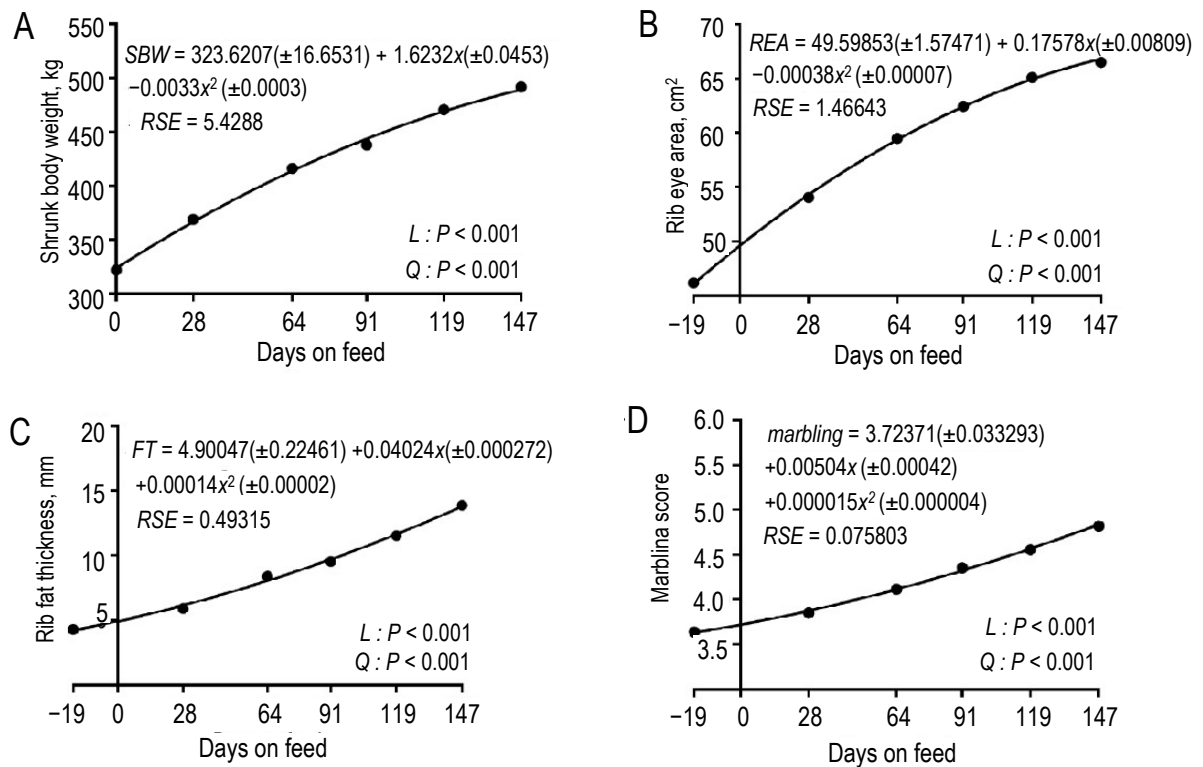 A
550
500
450
400
350
300
SBW = 323.6207(±16.6531) + 1.6232x(±0.0453)
−0.0033x² (±0.0003)
RSE = 5.4288
L : P < 0.001
Q : P < 0.001
Shrunk body weight, kg
0 28 64 91 119 147
Days on feed
B
70
65
60
55
50
REA = 49.59853(±1.57471) + 0.17578x(±0.00809)
−0.00038x² (±0.00007)
RSE = 1.46643
L : P < 0.001
Q : P < 0.001
Rib eye area, cm²
−19 0 28 64 91 119 147
Days on feed
C
20
15
10
5
FT = 4.90047(±0.22461) +0.04024x(±0.000272)
+0.00014x² (±0.00002)
RSE = 0.49315
L : P < 0.001
Q : P < 0.001
Rib fat thickness, mm
−19 0 28 64 91 119 147
Days on feed
D
6.0
5.5
5.0
4.5
4.0
3.5
marbling = 3.72371(±0.033293)
+0.00504x (±0.00042)
+0.000015x² (±0.000004)
RSE = 0.075803
L : P < 0.001
Q : P < 0.001
Marblina score
−19 0 28 64 91 119 147
Days on feed